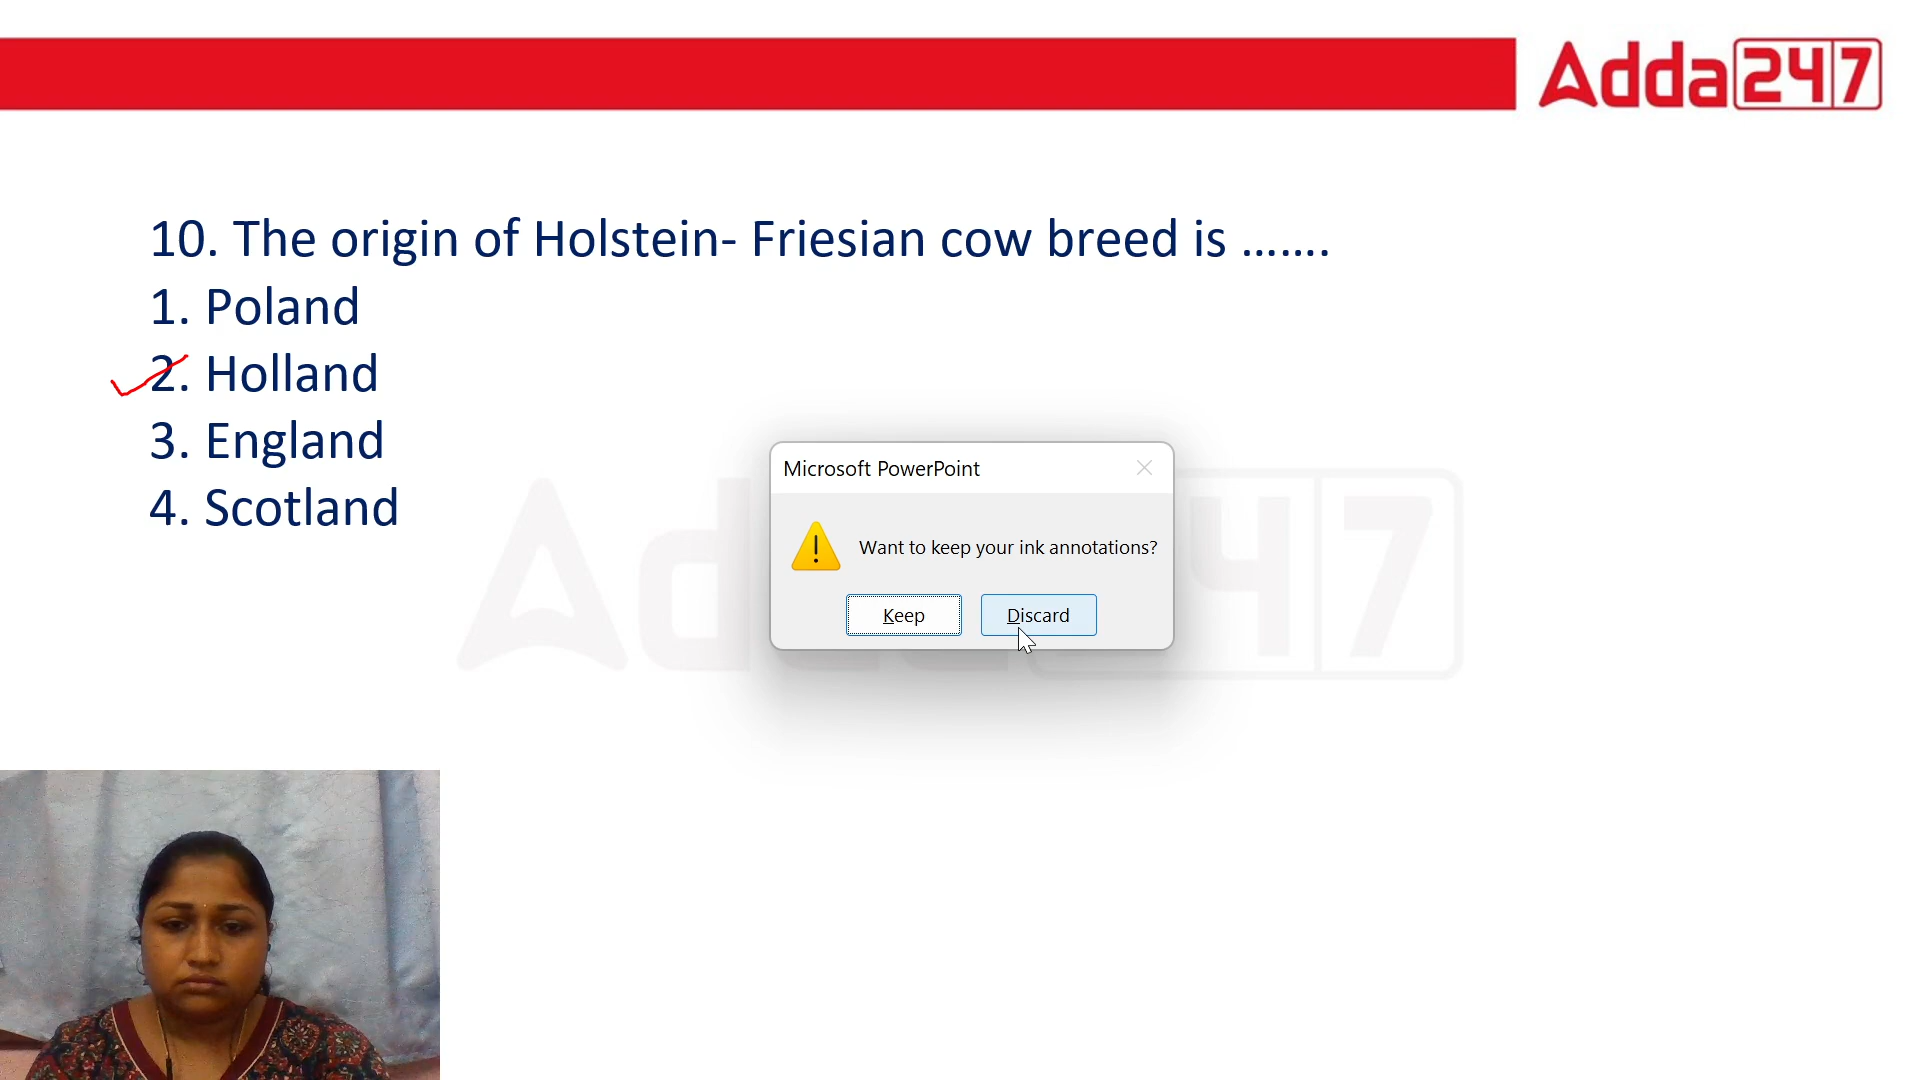 Adda247
10. The origin of Holstein- Friesian cow breed is .......
1. Poland
2. Holland
3. England
4. Scotland
Adda247
Microsoft PowerPoint
Want to keep your ink annotations?
Keep
Discard